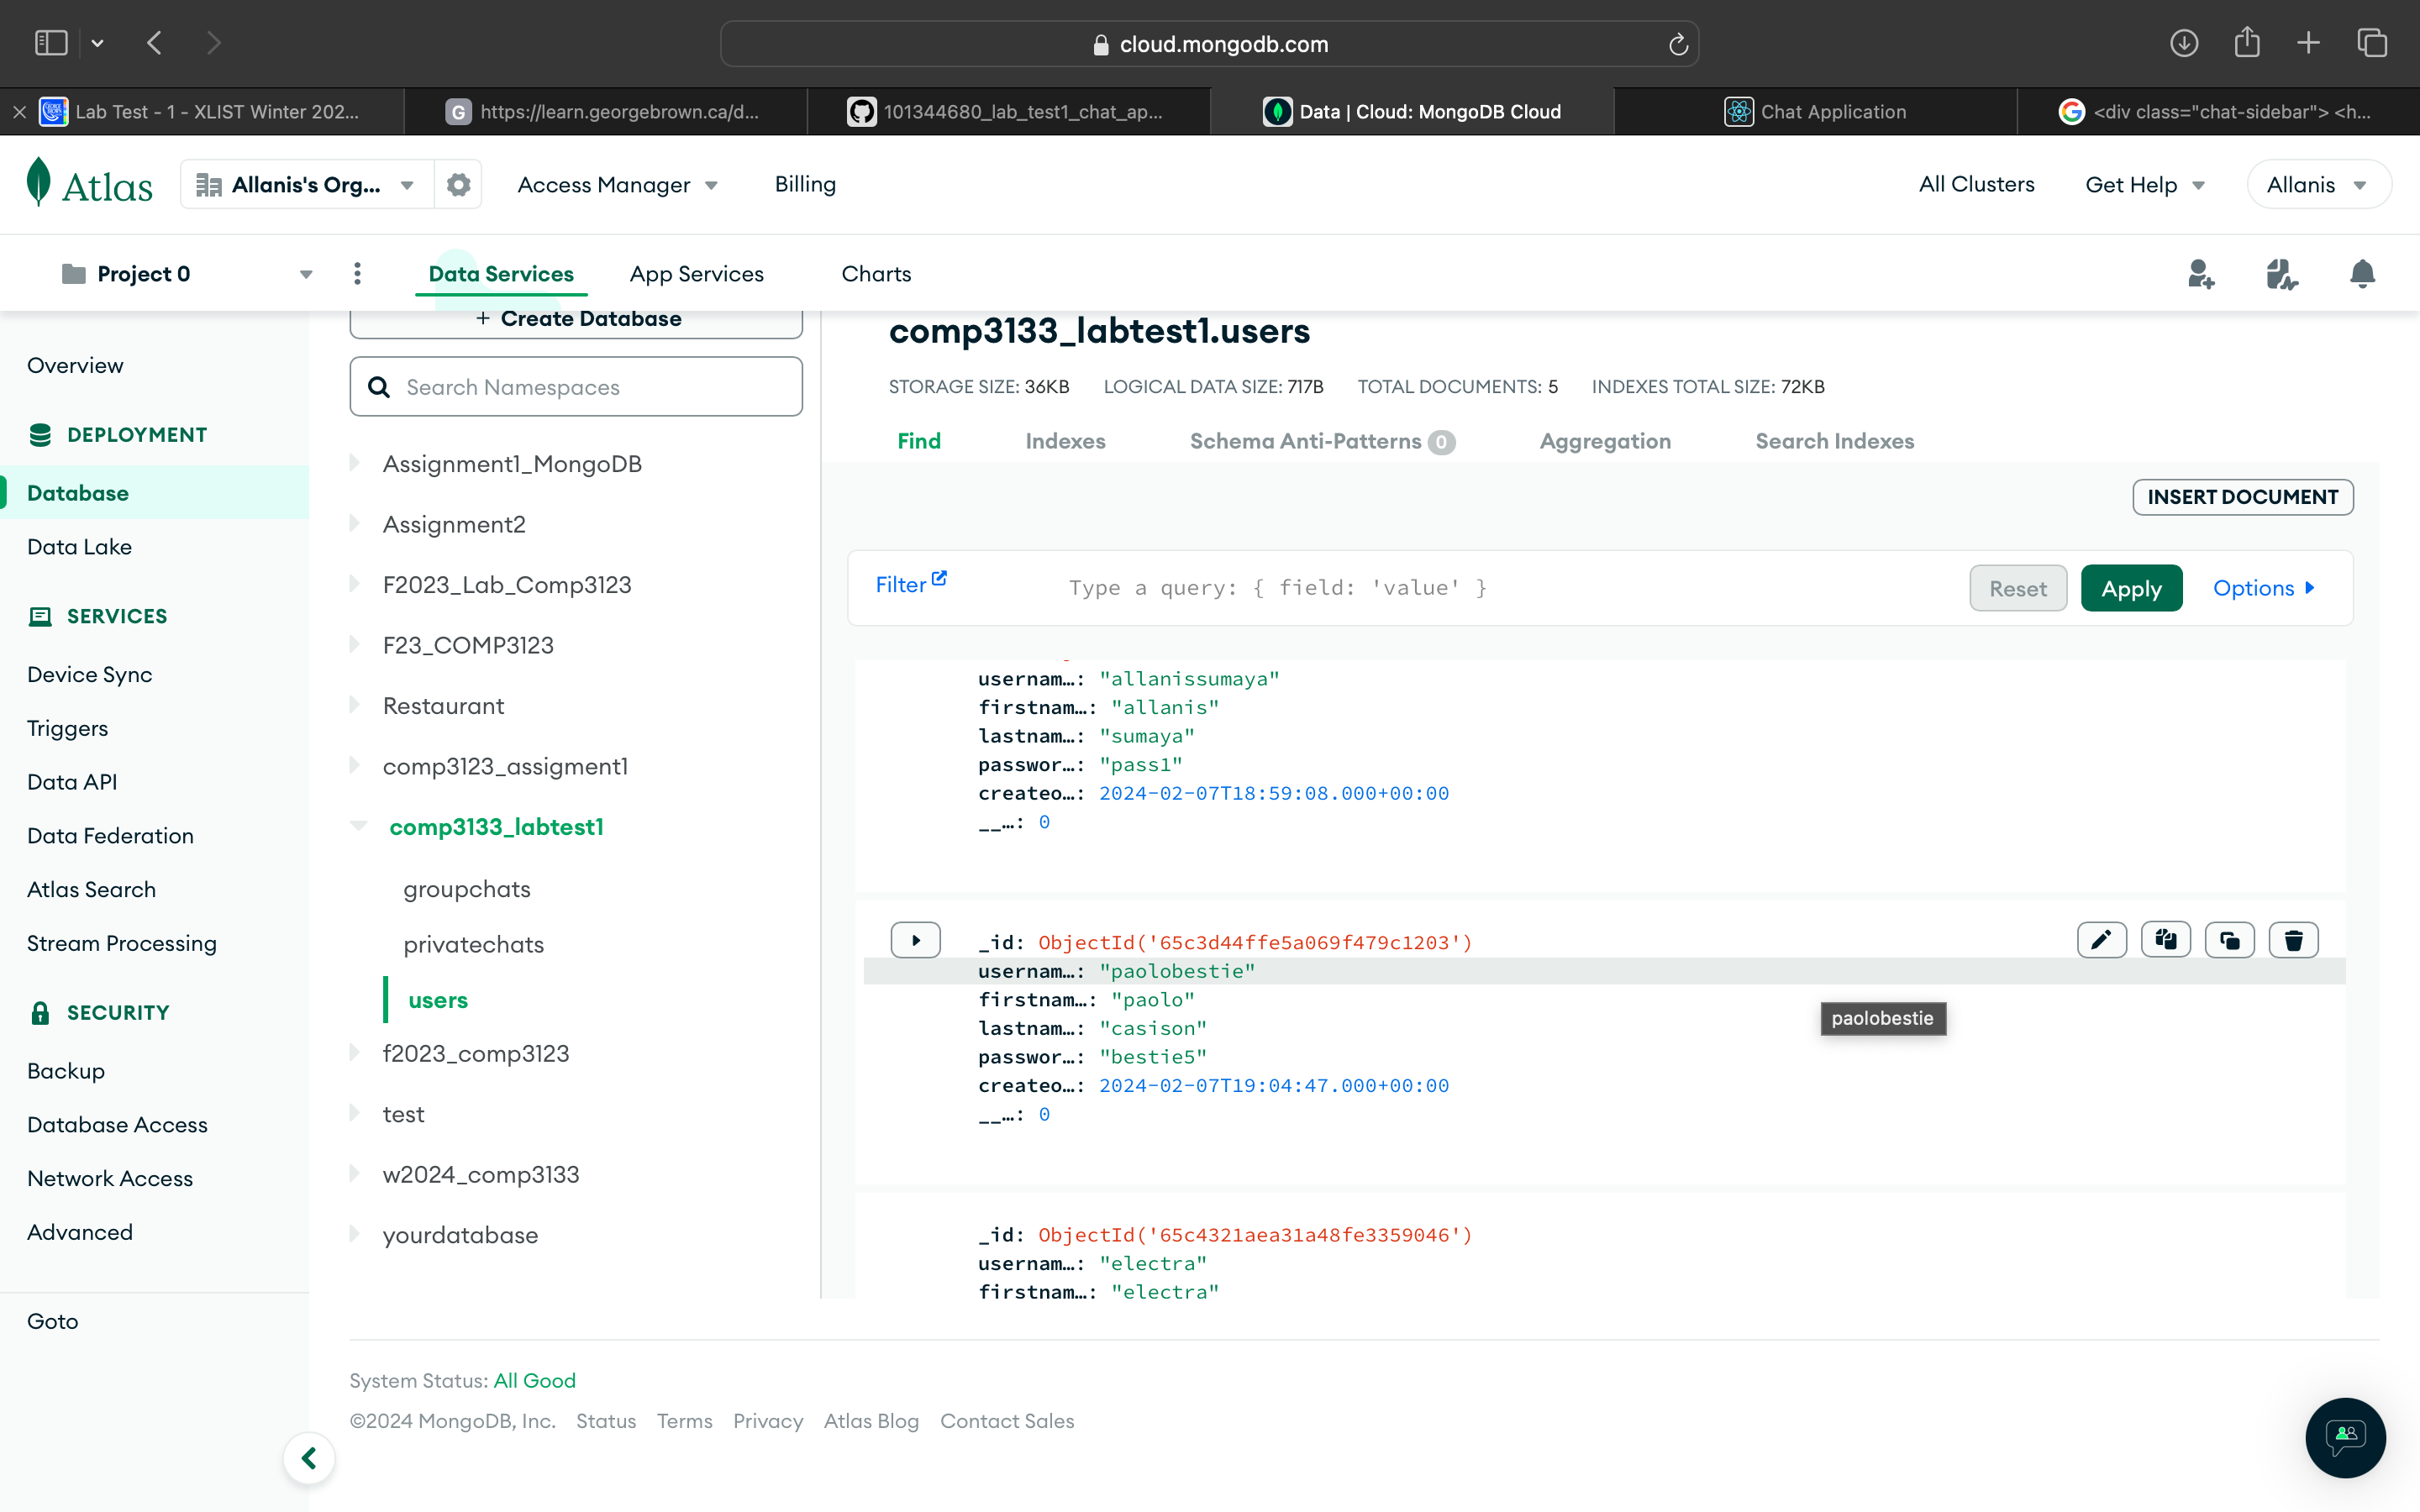 cloud.mongodb.com
Lab Test - 1 - XLIST Winter 202...
G https://learn.georgebrown.ca/d...
101344680_lab_test1_chat_ap...
Data | Cloud: MongoDB Cloud
Chat Application
<div class="chat-sidebar"> <h...
Atlas
Allanis's Org...
Access Manager
Billing
All Clusters
Get Help
Allanis
Project 0
Data Services
App Services
Charts
Overview
DEPLOYMENT
Database
Data Lake
SERVICES
Device Sync
Triggers
Data API
Data Federation
Atlas Search
Stream Processing
SECURITY
Backup
Database Access
Network Access
Advanced
Goto
+ Create Database
Search Namespaces
Assignment1_MongoDB
Assignment2
F2023_Lab_Comp3123
F23_COMP3123
Restaurant
comp3123_assigment1
comp3133_labtest1
groupchats
privatechats
users
f2023_comp3123
test
w2024_comp3133
yourdatabase
comp3133_labtest1.users
STORAGE SIZE: 36KB LOGICAL DATA SIZE: 717B TOTAL DOCUMENTS: 5 INDEXES TOTAL SIZE: 72KB
Find
Indexes
Schema Anti-Patterns 0
Aggregation
Search Indexes
INSERT DOCUMENT
Filter
Type a query: { field: 'value' }
Reset
Apply
Options
usernam…: "allanissumaya"
firstnam…: "allanis"
lastnam…: "sumaya"
passwor…: "pass1"
createo…: 2024-02-07T18:59:08.000+00:00
__…: 0
_id: ObjectId('65c3d44ffe5a069f479c1203')
usernam…: "paolobestie"
firstnam…: "paolo"
lastnam…: "casison"
passwor…: "bestie5"
createo…: 2024-02-07T19:04:47.000+00:00
__…: 0
paolobestie
_id: ObjectId('65c4321aea31a48fe3359046')
usernam…: "electra"
firstnam…: "electra"
System Status: All Good
©2024 MongoDB, Inc. Status Terms Privacy Atlas Blog Contact Sales